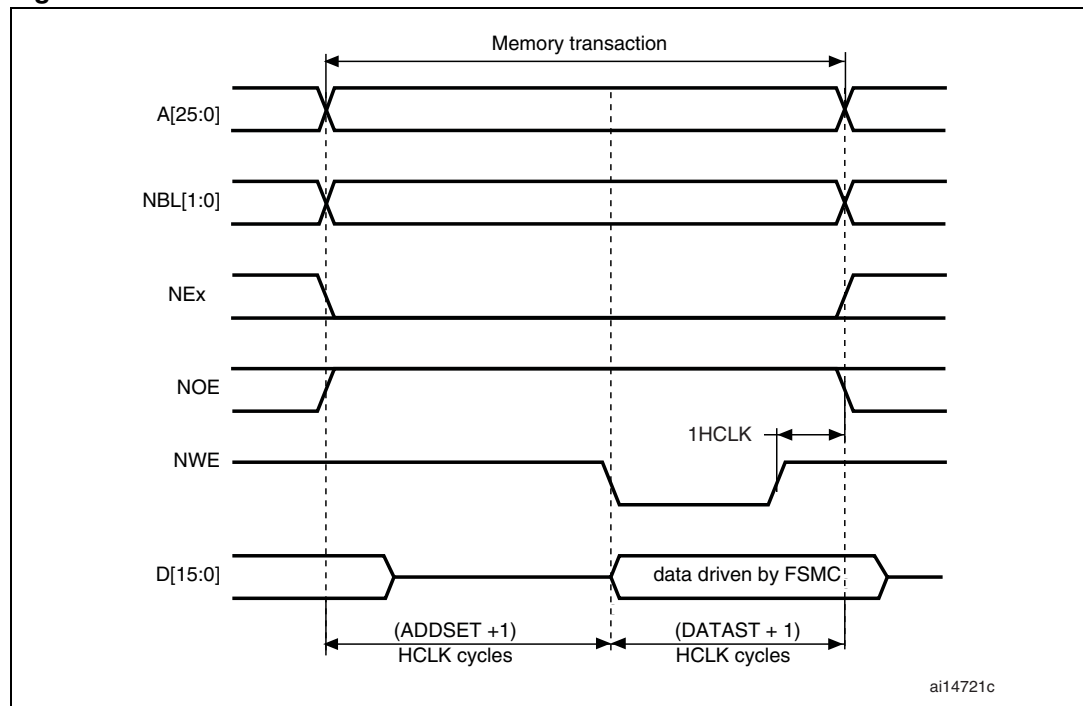 Memory transaction
A[25:0]
NBL[1:0]
NEx
NOE
1HCLK
NWE
D[15:0]
data driven by FSMC
(ADDSET +1)
HCLK cycles
(DATAST + 1)
HCLK cycles
ai14721c